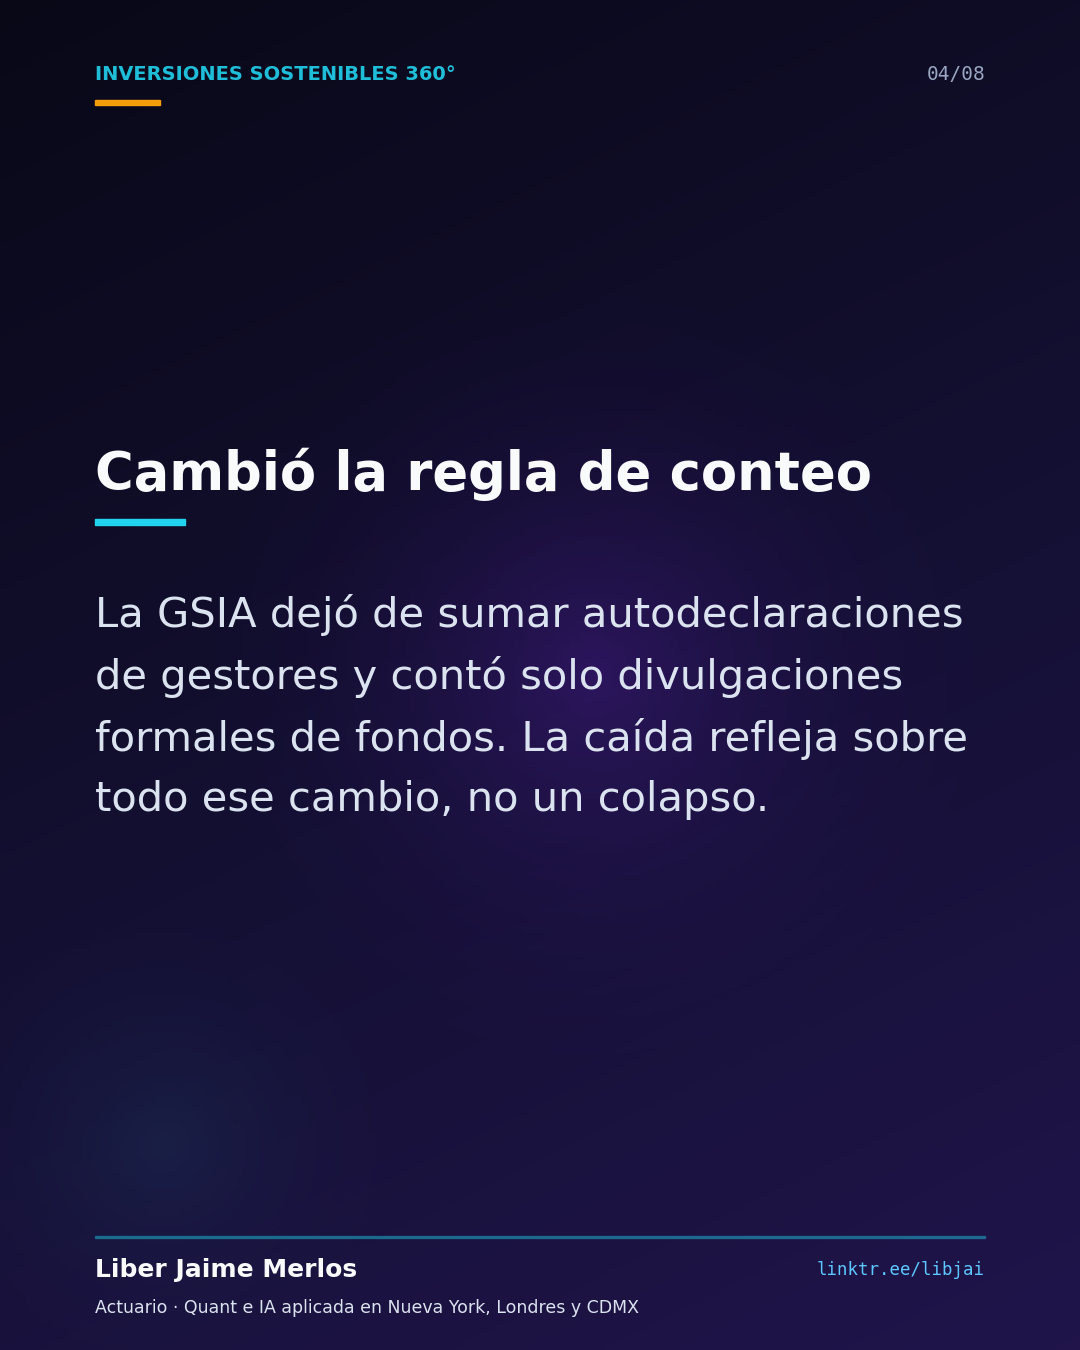 INVERSIONES SOSTENIBLES 360°
04/08
Cambió la regla de conteo
La GSIA dejó de sumar autodeclaraciones
de gestores y contó solo divulgaciones
formales de fondos. La caída refleja sobre
todo ese cambio, no un colapso.
Liber Jaime Merlos
linktr.ee/libjai
Actuario · Quant e IA aplicada en Nueva York, Londres y CDMX